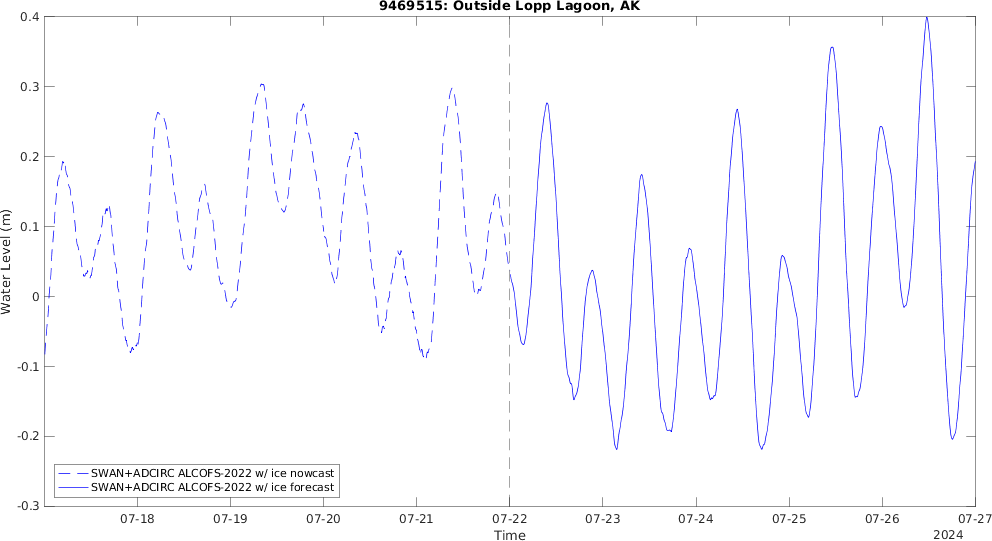 9469515: Outside Lopp Lagoon, AK
Water Level (m)
0.4
0.3
0.2
0.1
0
-0.1
-0.2
-0.3
SWAN+ADCIRC ALCOFS-2022 w/ ice nowcast
SWAN+ADCIRC ALCOFS-2022 w/ ice forecast
07-18 07-19 07-20 07-21 07-22 07-23 07-24 07-25 07-26 07-27
Time
2024